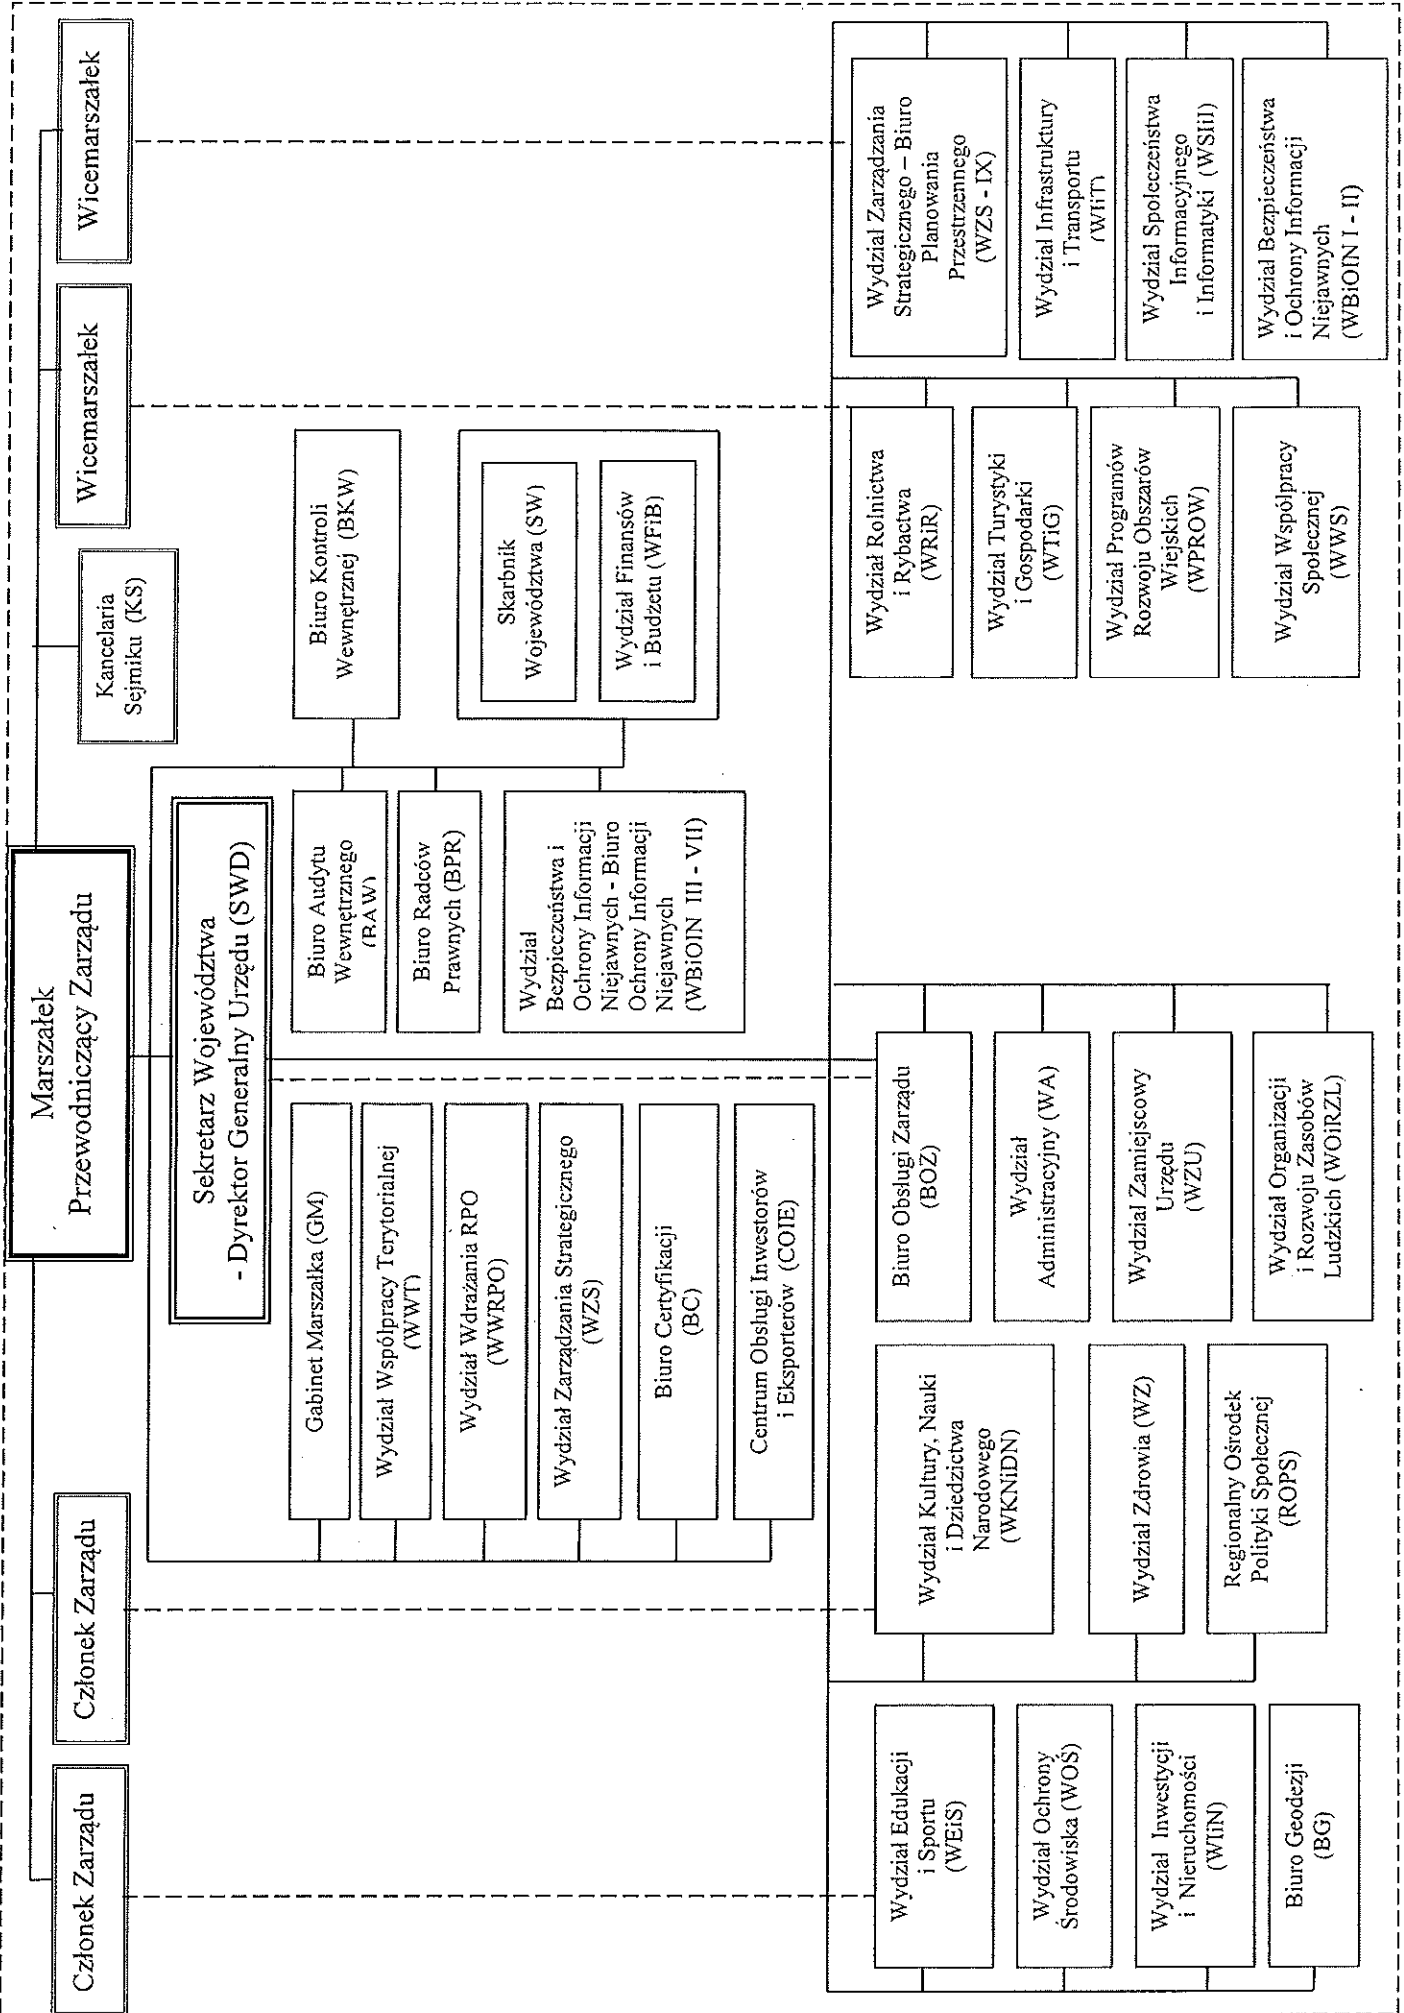 Marszałek
Przewodniczący Zarządu
Członek Zarządu
Członek Zarządu
Kancelaria
Sejmiku (KS)
Wicemarszałek
Wicemarszałek
Sekretarz Województwa
- Dyrektor Generalny Urzędu (SWD)
Gabinet Marszałka (GM)
Wydział Współpracy Terytorialnej
(WWT)
Wydział Wdrażania RPO
(WWRPO)
Wydział Zarządzania Strategicznego
(WZS)
Biuro Certyfikacji
(BC)
Centrum Obsługi Inwestorów
i Eksporterów (COIE)
Biuro Audytu
Wewnętrznego
(BAW)
Biuro Radców
Prawnych (BPR)
Wydział
Bezpieczeństwa i
Ochrony Informacji
Niejawnych - Biuro
Ochrony Informacji
Niejawnych
(WBiOIN III - VII)
Biuro Kontroli
Wewnętrznej (BKW)
Skarbnik
Województwa (SW)
Wydział Finansów
i Budżetu (WFiB)
Wydział Edukacji
i Sportu
(WEiS)
Wydział Ochrony
Środowiska (WOŚ)
Wydział Inwestycji
i Nieruchomości
(WIiN)
Biuro Geodezji
(BG)
Wydział Kultury, Nauki
i Dziedzictwa
Narodowego
(WKNiDN)
Wydział Zdrowia (WZ)
Regionalny Ośrodek
Polityki Społecznej
(ROPS)
Biuro Obsługi Zarządu
(BOZ)
Wydział
Administracyjny (WA)
Wydział Zamiejscowy
Urzędu
(WZU)
Wydział Organizacji
i Rozwoju Zasobów
Ludzkich (WOiRZL)
Wydział Rolnictwa
i Rybactwa
(WRiR)
Wydział Turystyki
i Gospodarki
(WTiG)
Wydział Programów
Rozwoju Obszarów
Wiejskich
(WPROW)
Wydział Współpracy
Społecznej
(WWS)
Wydział Zarządzania
Strategicznego – Biuro
Planowania
Przestrzennego
(WZS - IX)
Wydział Infrastruktury
i Transportu
(WIiT)
Wydział Społeczeństwa
Informacyjnego
i Informatyki (WSIiI)
Wydział Bezpieczeństwa
i Ochrony Informacji
Niejawnych
(WBiOIN I - II)